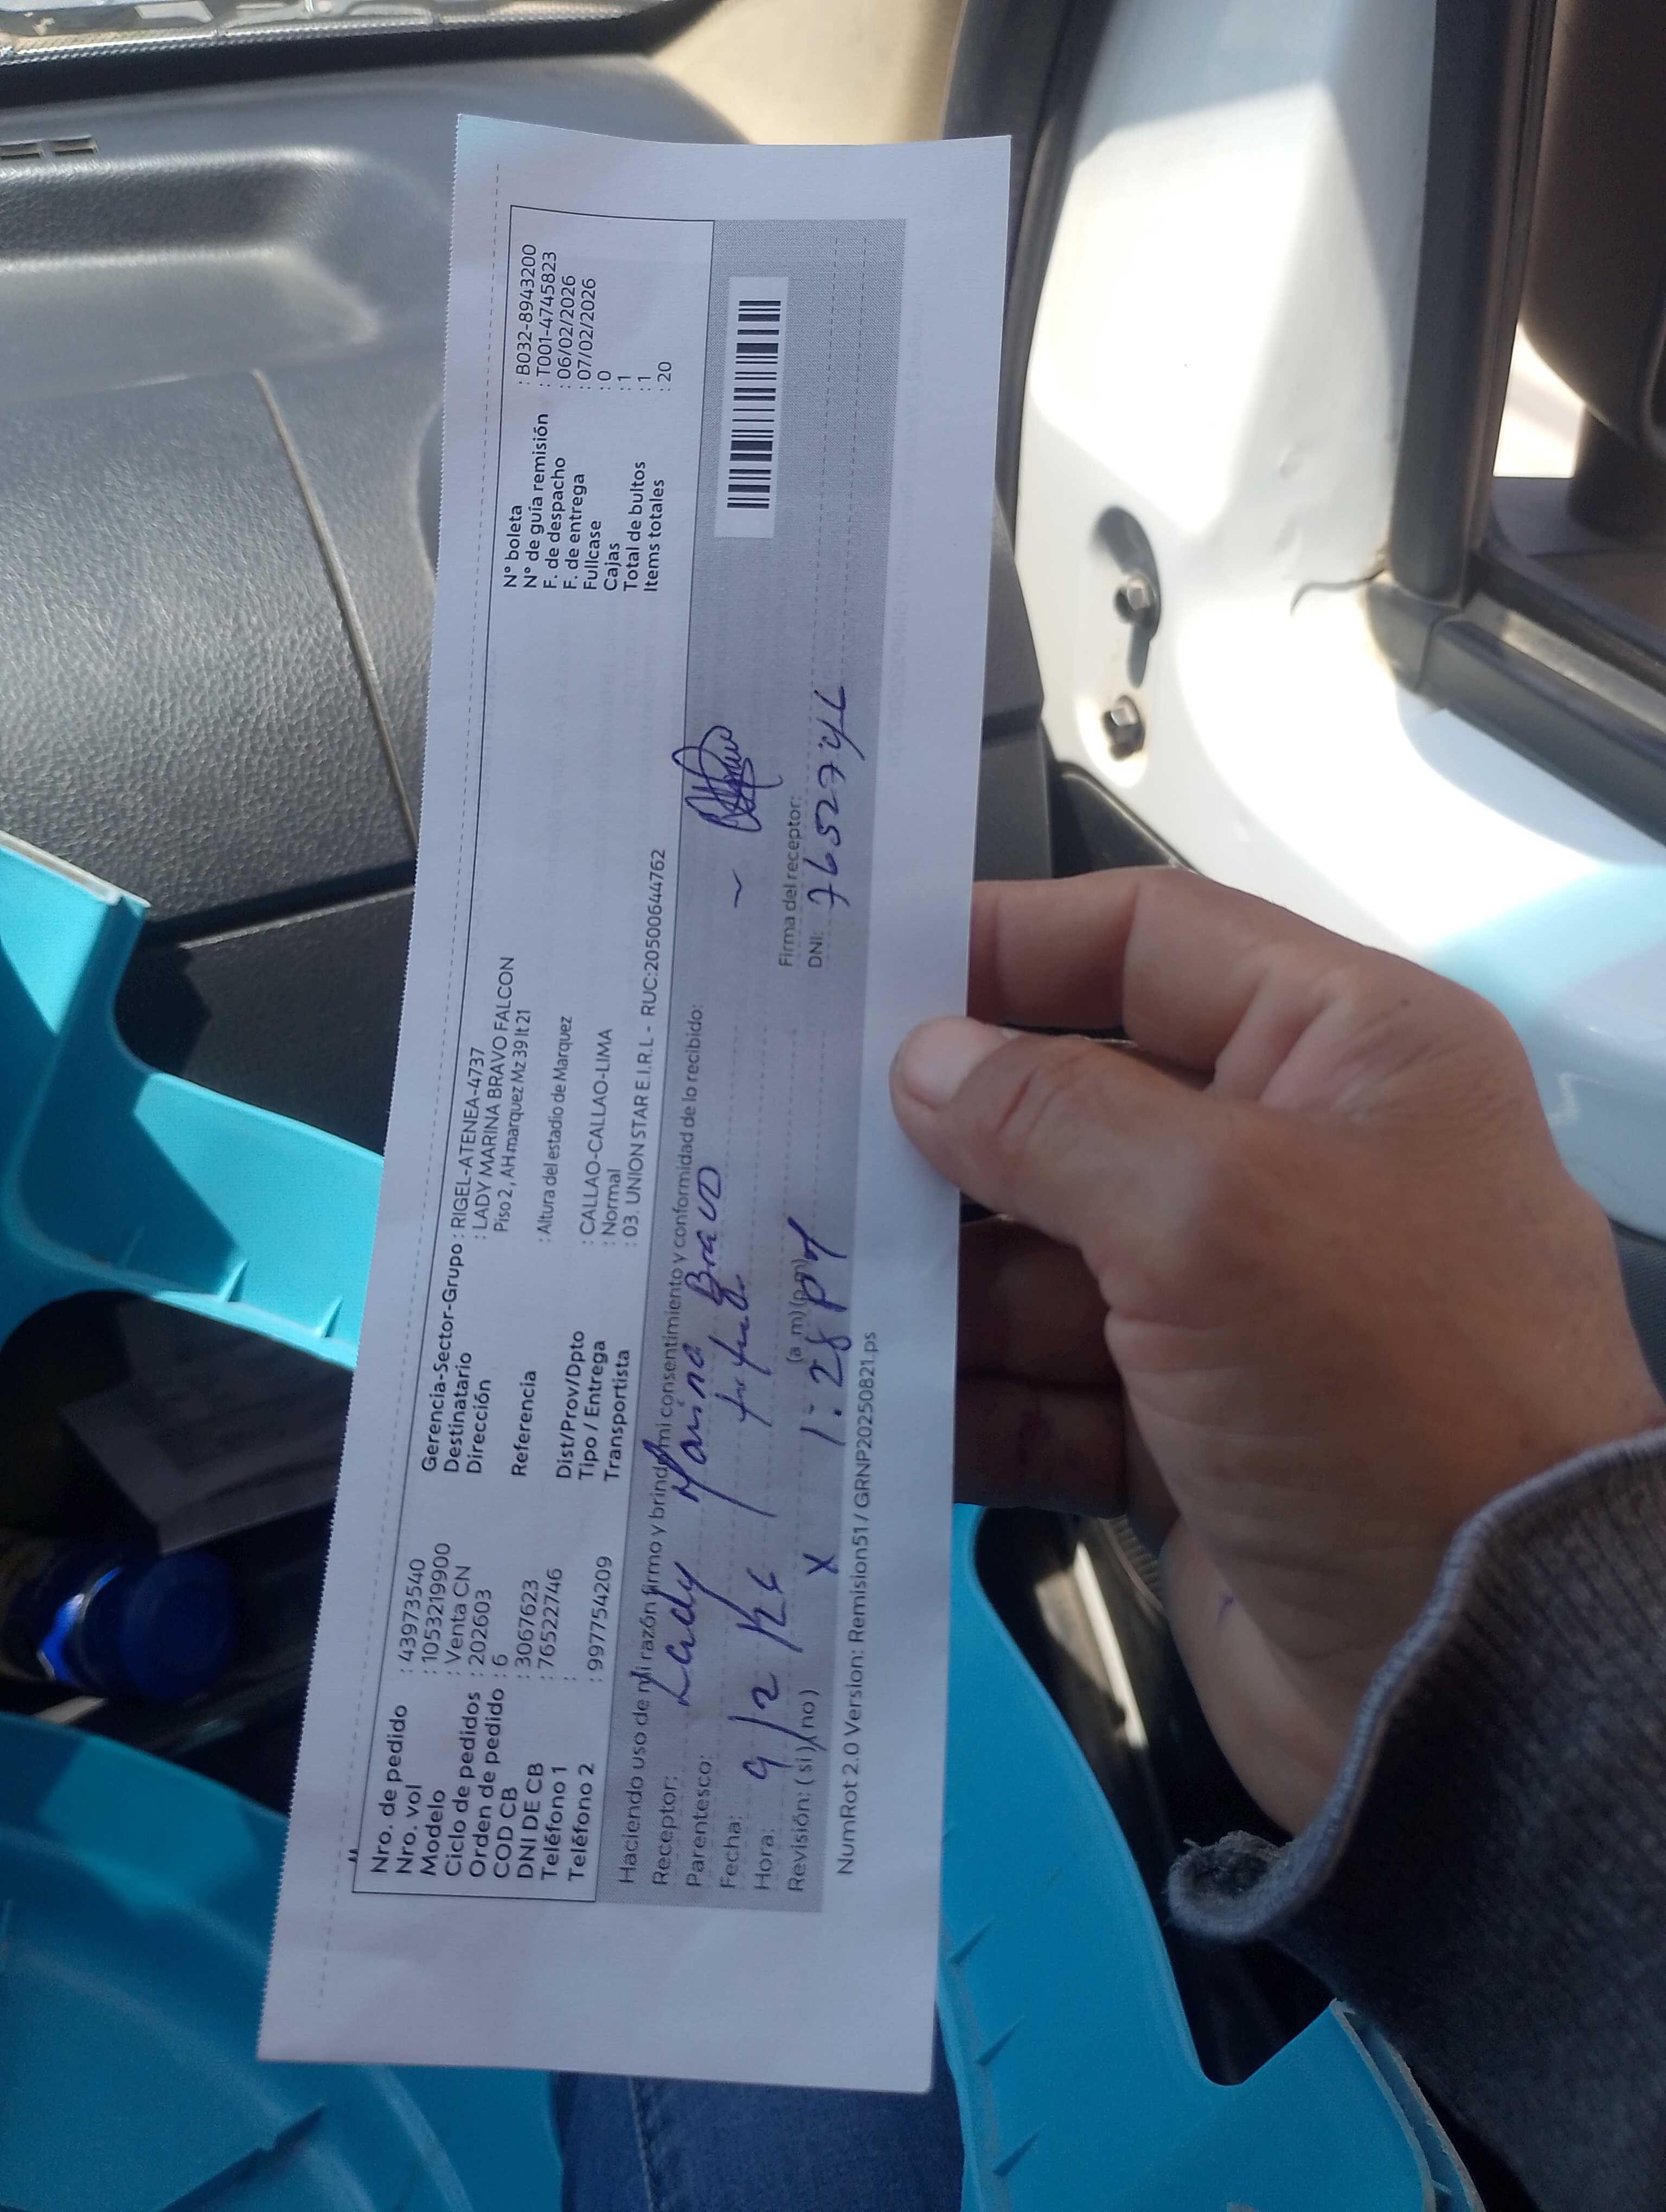 Nro. de pedido : 43973540
Nro. vol : 1053219900
Modelo : Venta CN
Ciclo de pedidos : 202603
Orden de pedido : 6
COD CB : 3067623
DNI DE CB : 76522746
Teléfono 1 :
Teléfono 2 : 997754209
Gerencia-Sector-Grupo : RIGEL-ATENEA-4737
Destinatario : LADY MARINA BRAVO FALCON
Dirección Piso 2, AH marquez Mz 39 lt 21
Referencia : Altura del estadio de Marquez
Dist/Prov/Dpto : CALLAO-CALLAO-LIMA
Tipo / Entrega : Normal
Transportista : 03. UNION STAR E.I.R.L - RUC:20500644762
N° boleta : B032-8943200
N° de guía remisión : T001-4745823
F. de despacho : 06/02/2026
F. de entrega : 07/02/2026
Fullcase : 0
Cajas : 1
Total de bultos : 1
Items totales : 20
Haciendo uso de mi razón firmo y brindo mi consentimiento y conformidad de lo recibido:
Receptor: Lady Marina Bravo
Parentesco:
Fecha: 9/2/26
Hora: 1:28 PM (a m) (pm)
Revisión: (si) (no) X
Firma del receptor:
DNI:
NumRot 2.0 Version: Remision51 / GRNP20250821.ps